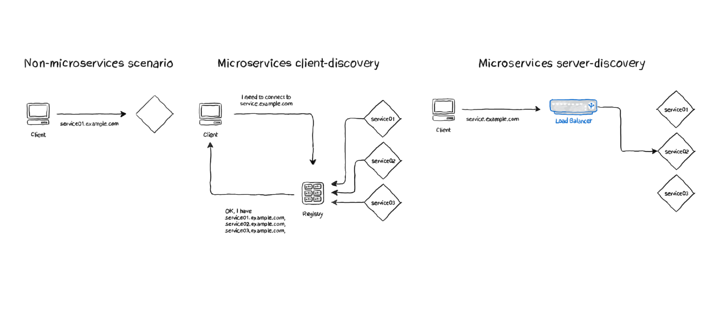 Non-microservices scenario
Client
service01.example.com
Microservices client-discovery
I need to connect to
service.example.com
Client
service01
service02
service03
Registry
OK, I have
service01.example.com,
service02.example.com,
service03.example.com,
Microservices server-discovery
Client
service.example.com
Load Balancer
service01
service02
service03